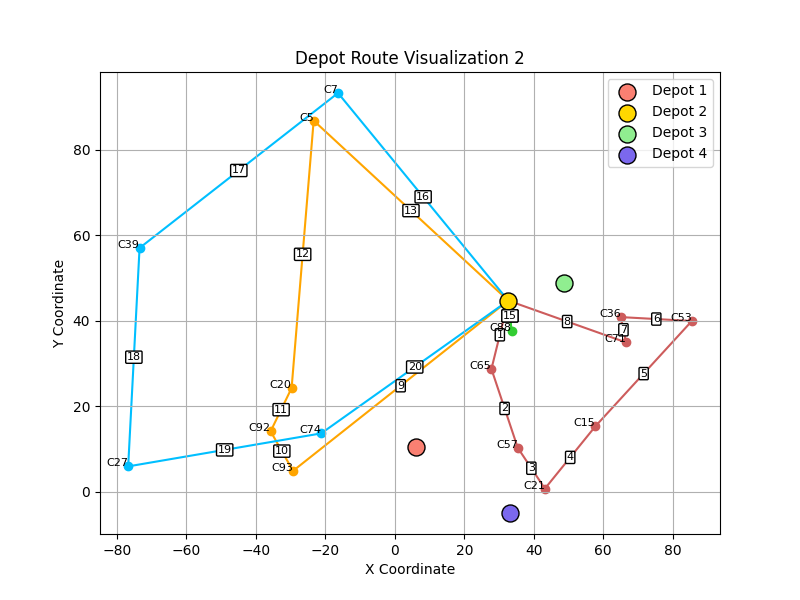 Depot Route Visualization 2
Depot 1
Depot 2
Depot 3
Depot 4
C7
C5
17
16
13
C39
12
C36
C53
15
8
6
C88
1
7
C71
18
C65
20
5
9
C20
11
2
C15
C92
C74
19
10
C57
4
C27
C93
3
C21
80
60
40
20
0
−80
−60
−40
−20
0
20
40
60
80
Y Coordinate
X Coordinate